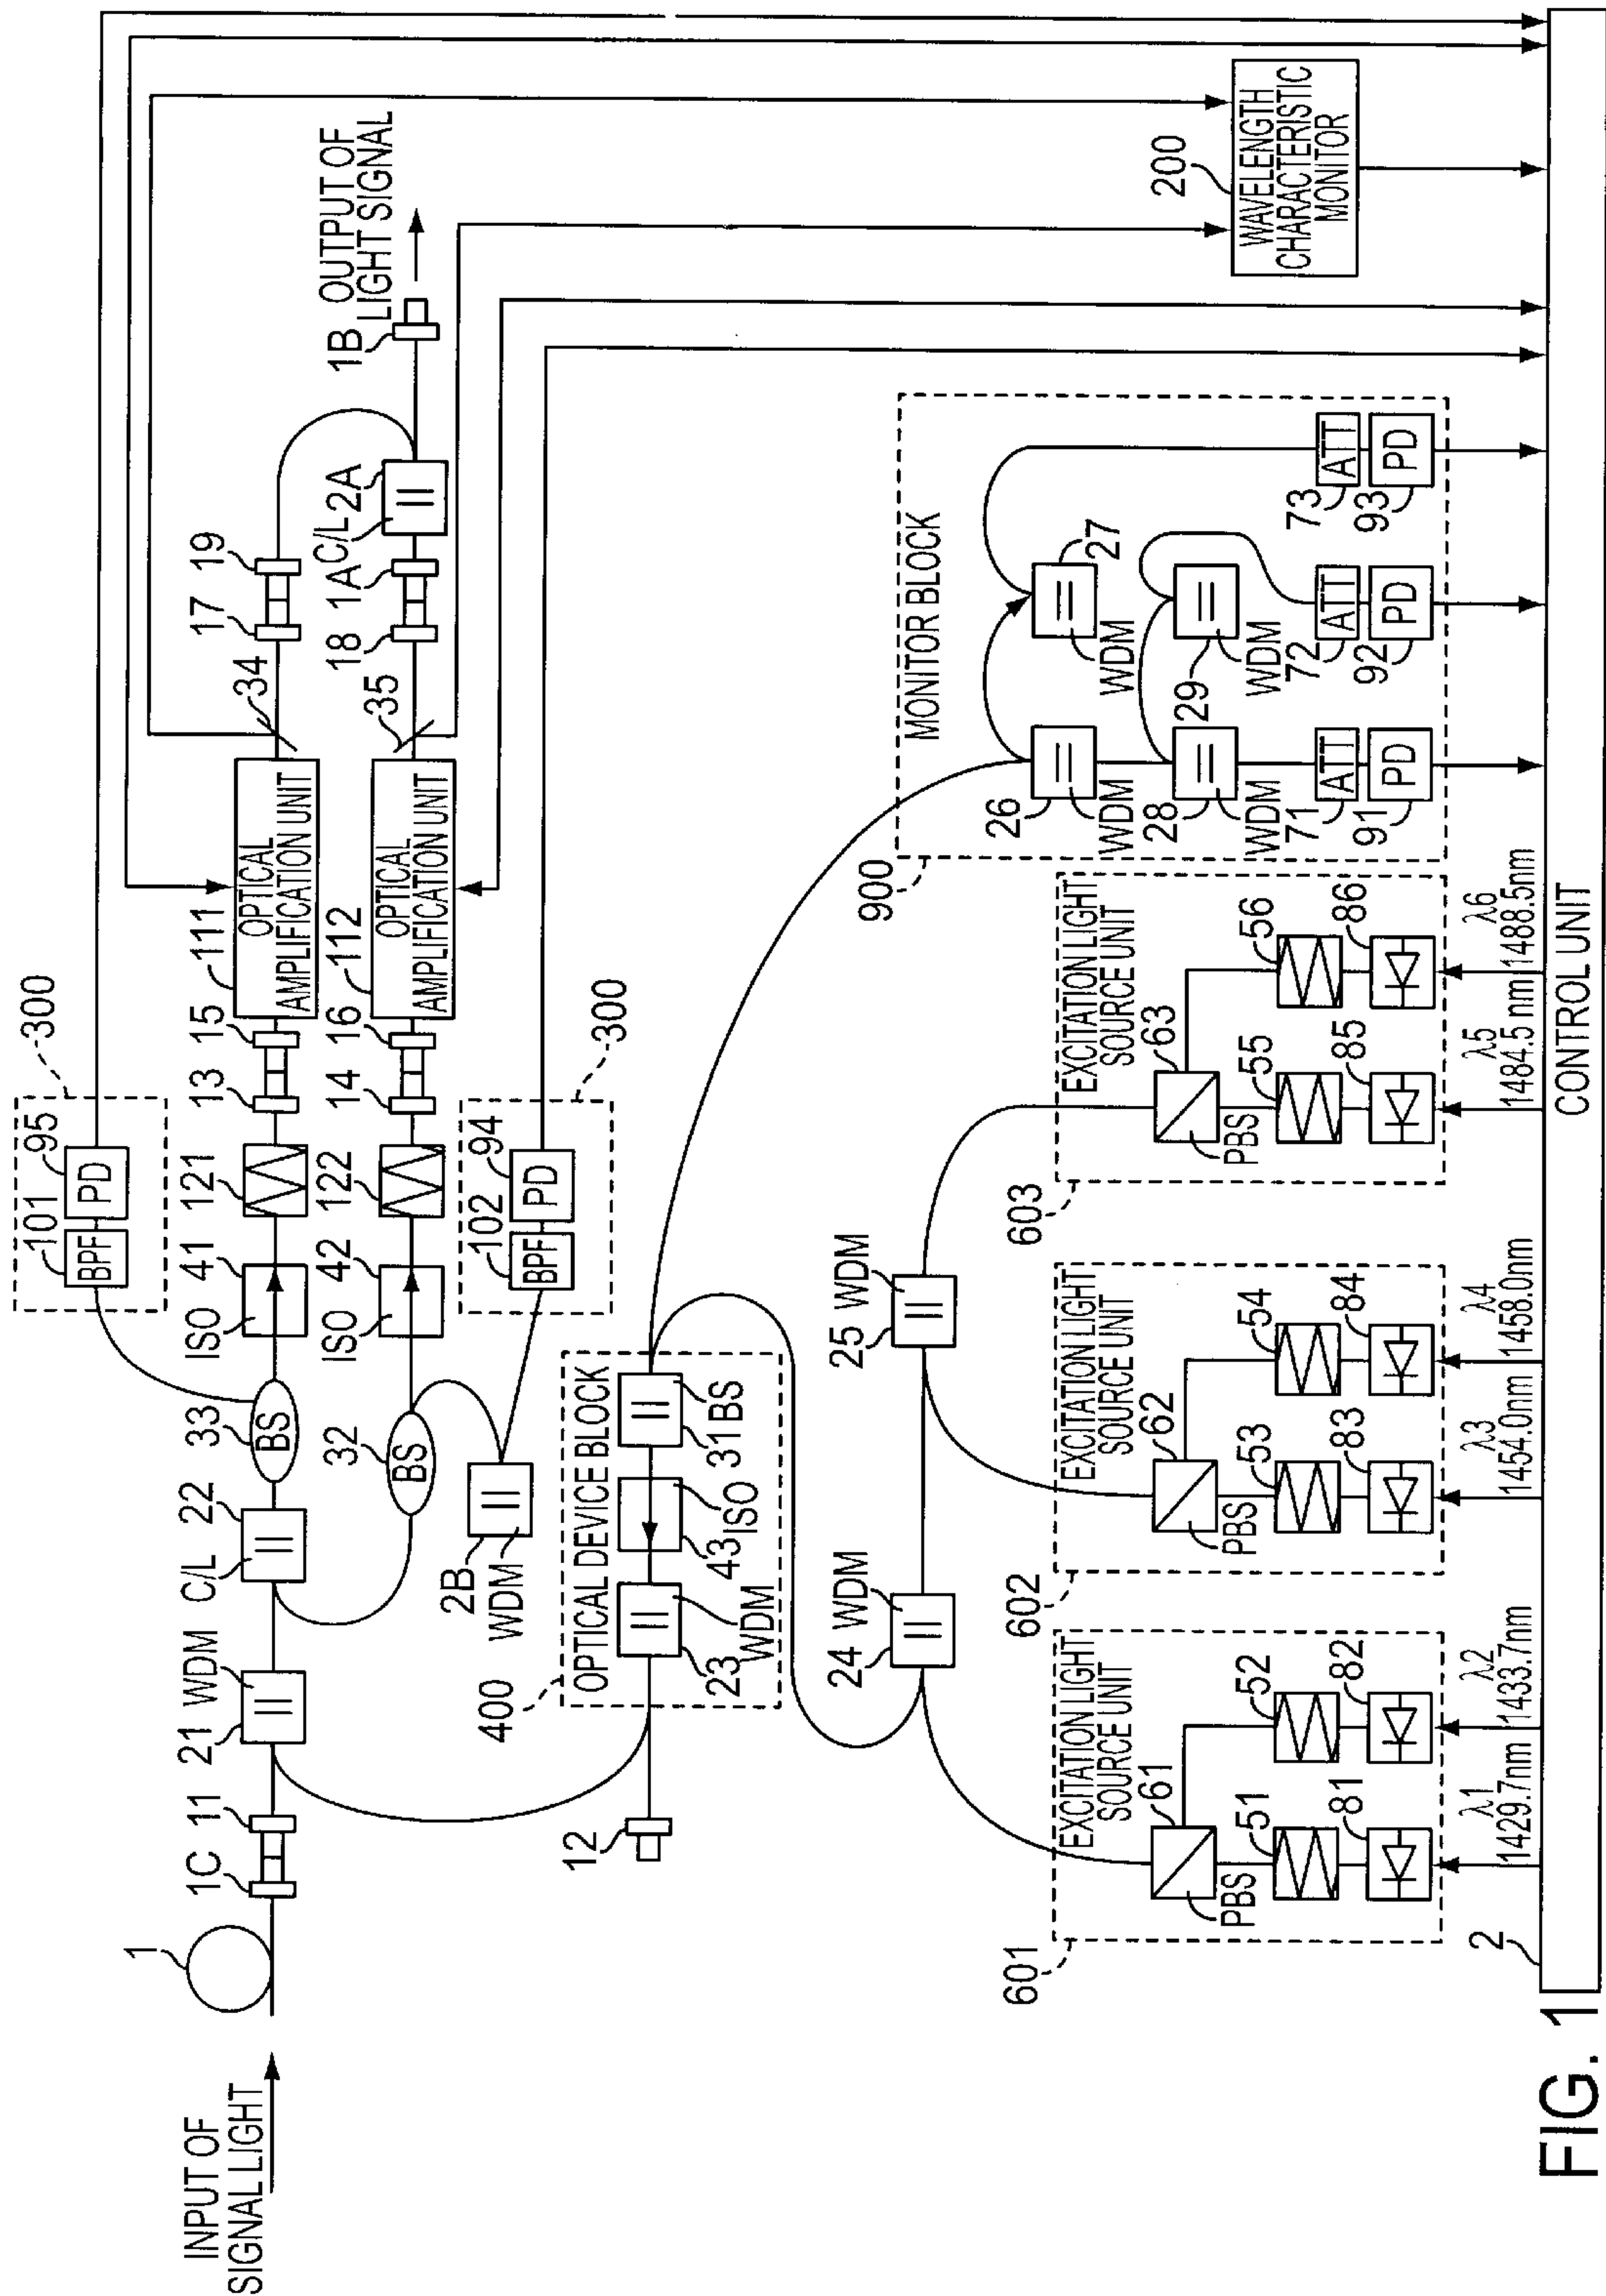 INPUT OF
SIGNAL LIGHT
1
1C
11
21
WDM
C/L
22
33
BS
ISO
41
101
BPF
95
PD
300
121
13
15
111
OPTICAL
AMPLIFICATION UNIT
34
17
19
32
BS
ISO
42
122
14
16
112
OPTICAL
AMPLIFICATION UNIT
35
18
1A
C/L
2A
1B
OUTPUT OF
LIGHT SIGNAL
2B
WDM
102
BPF
94
PD
300
400
OPTICAL DEVICE BLOCK
23
WDM
43
ISO
31
BS
12
24
WDM
25
WDM
200
WAVELENGTH
CHARACTERISTIC
MONITOR
601
EXCITATION LIGHT
SOURCE UNIT
61
PBS
51
52
81
82
λ1
1429.7nm
λ2
1433.7nm
602
EXCITATION LIGHT
SOURCE UNIT
62
PBS
53
54
83
84
λ3
1454.0nm
λ4
1458.0nm
603
EXCITATION LIGHT
SOURCE UNIT
63
PBS
55
56
85
86
λ5
1484.5 nm
λ6
1488.5nm
900
MONITOR BLOCK
26
WDM
27
WDM
28
WDM
29
WDM
71
ATT
72
ATT
73
ATT
91
PD
92
PD
93
PD
2
CONTROL UNIT
FIG. 1